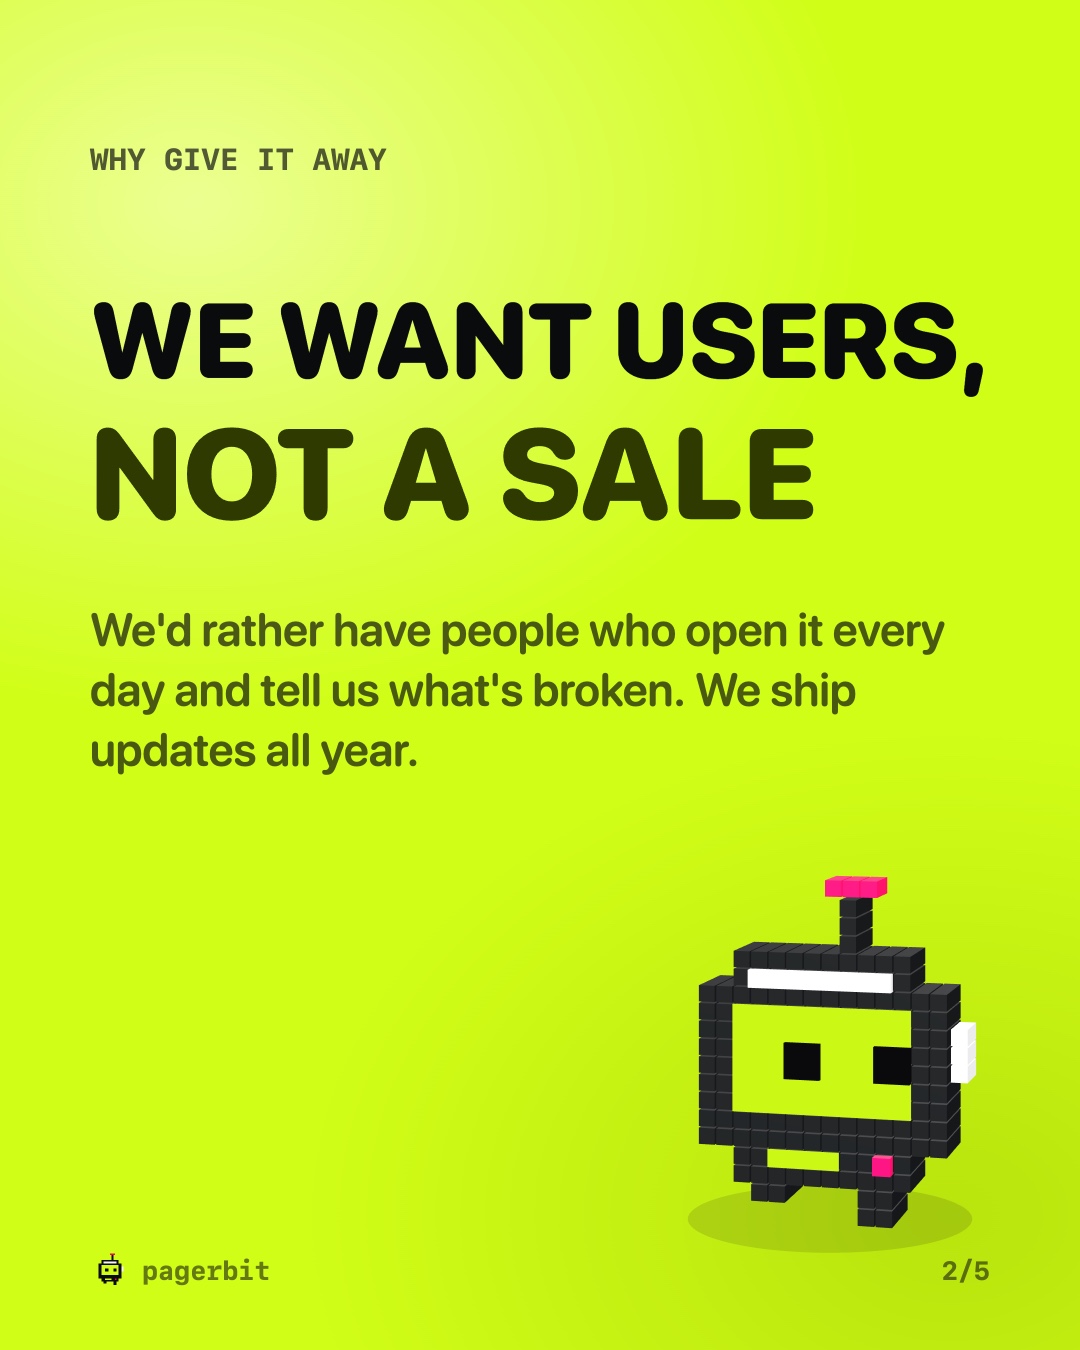 WHY GIVE IT AWAY
WE WANT USERS,
NOT A SALE
We'd rather have people who open it every
day and tell us what's broken. We ship
updates all year.
pagerbit
2/5